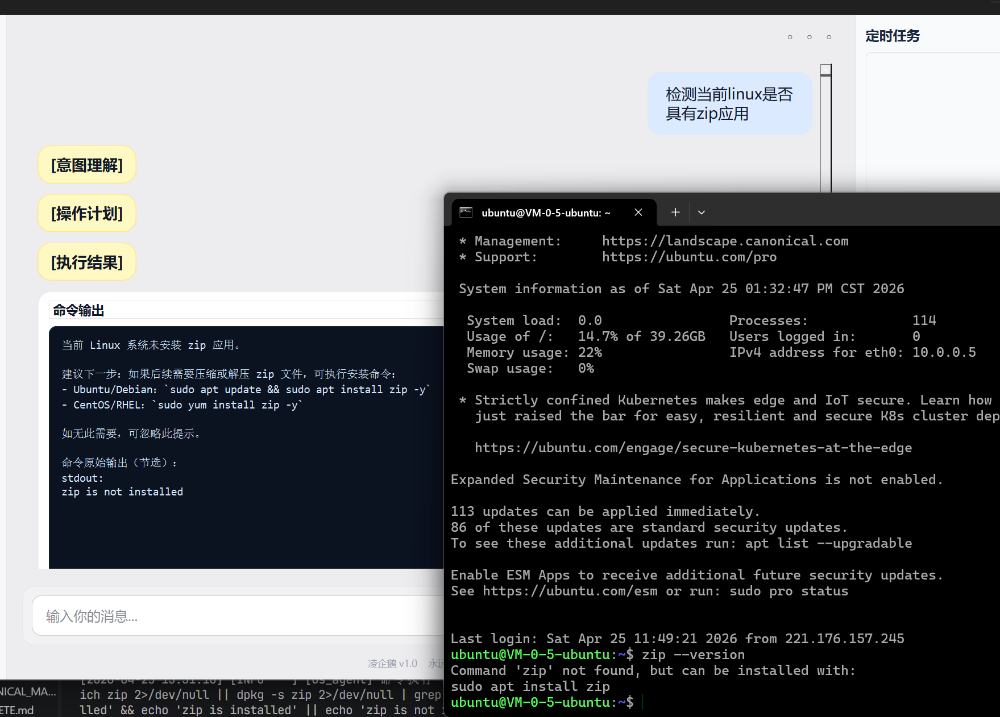 定时任务
检测当前linux是否
具有zip应用
[意图理解]
[操作计划]
[执行结果]
命令输出
当前 Linux 系统未安装 zip 应用。
建议下一步：如果后续需要压缩或解压 zip 文件，可执行安装命令：
- Ubuntu/Debian：`sudo apt update && sudo apt install zip -y`
- CentOS/RHEL：`sudo yum install zip -y`
如无此需要，可忽略此提示。
命令原始输出（节选）：
stdout:
zip is not installed
输入你的消息...
凌企鹅 v1.0 永远
NICAL_MA...
ETE.md
[os_agent] 命令执行
ich zip 2>/dev/null || dpkg -s zip 2>/dev/null | grep
lled' && echo 'zip is installed' || echo 'zip is not
ubuntu@VM-0-5-ubuntu: ~
* Management: https://landscape.canonical.com
* Support: https://ubuntu.com/pro
System information as of Sat Apr 25 01:32:47 PM CST 2026
System load: 0.0 Processes: 114
Usage of /: 14.7% of 39.26GB Users logged in: 0
Memory usage: 22% IPv4 address for eth0: 10.0.0.5
Swap usage: 0%
* Strictly confined Kubernetes makes edge and IoT secure. Learn how
just raised the bar for easy, resilient and secure K8s cluster dep
https://ubuntu.com/engage/secure-kubernetes-at-the-edge
Expanded Security Maintenance for Applications is not enabled.
113 updates can be applied immediately.
86 of these updates are standard security updates.
To see these additional updates run: apt list --upgradable
Enable ESM Apps to receive additional future security updates.
See https://ubuntu.com/esm or run: sudo pro status
Last login: Sat Apr 25 11:49:21 2026 from 221.176.157.245
ubuntu@VM-0-5-ubuntu:~$ zip --version
Command 'zip' not found, but can be installed with:
sudo apt install zip
ubuntu@VM-0-5-ubuntu:~$